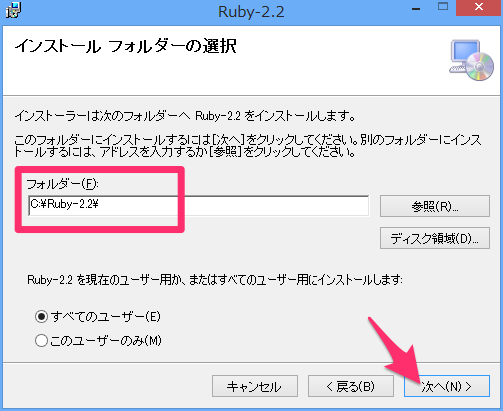 Ruby-2.2
インストール フォルダーの選択
インストーラーは次のフォルダーへ Ruby-2.2 をインストールします。
このフォルダーにインストールするには[次へ]をクリックしてください。別のフォルダーにインス
トールするには、アドレスを入力するか[参照]をクリックしてください。
フォルダー(F):
C:¥Ruby-2.2¥
参照(R)...
ディスク領域(D)...
Ruby-2.2 を現在のユーザー用か、またはすべてのユーザー用にインストールします:
すべてのユーザー(E)
このユーザーのみ(M)
キャンセル
< 戻る(B)
次へ(N) >